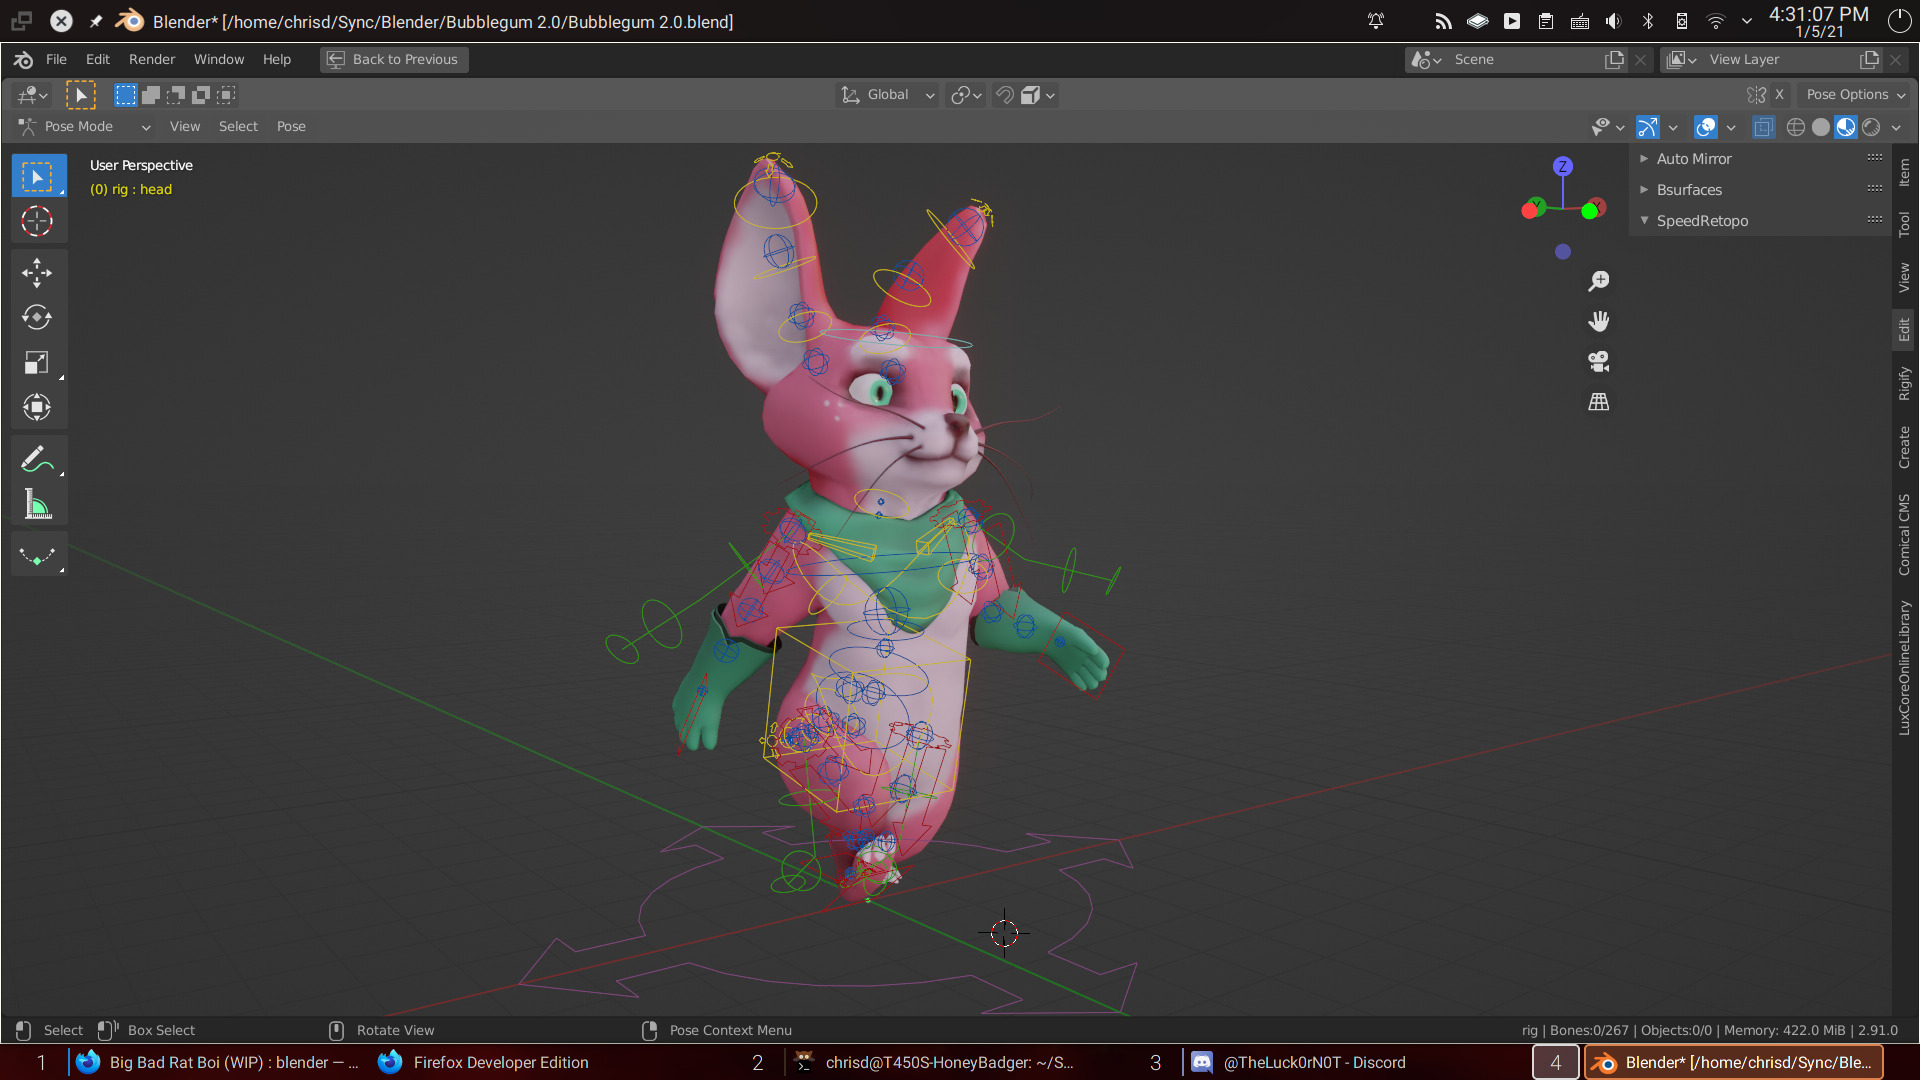 Blender* [/home/chrisd/Sync/Blender/Bubblegum 2.0/Bubblegum 2.0.blend]
4:31:07 PM
1/5/21
File Edit Render Window Help Back to Previous Scene View Layer
Global X Pose Options
Pose Mode View Select Pose
User Perspective
(0) rig : head
Z
Y
Auto Mirror
Bsurfaces
SpeedRetopo
Item
Tool
View
Edit
Rigify
Create
Comical CMS
LuxCoreOnlineLibrary
Select Box Select Rotate View Pose Context Menu rig | Bones:0/267 | Objects:0/0 | Memory: 422.0 MiB | 2.91.0
1 Big Bad Rat Boi (WIP) : blender — ... Firefox Developer Edition 2 chrisd@T450S-HoneyBadger: ~/S... 3 @TheLuck0rN0T - Discord 4 Blender* [/home/chrisd/Sync/Ble...